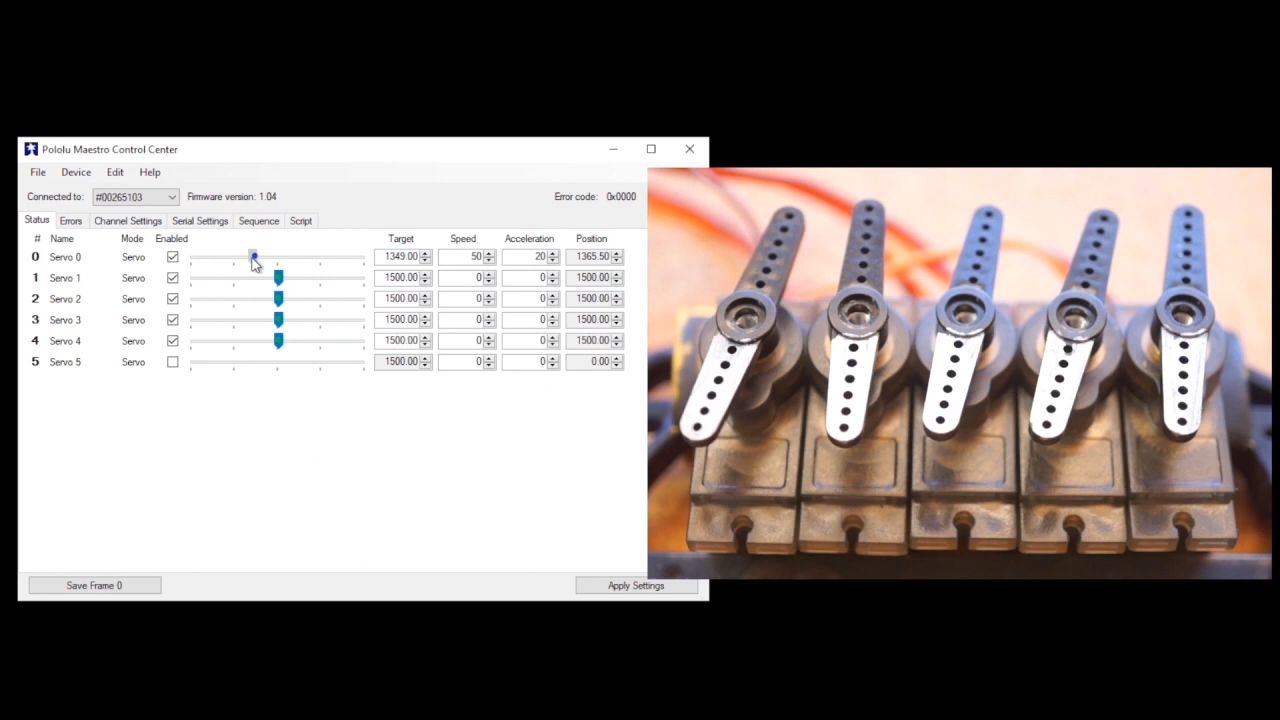 Pololu Maestro Control Center
File Device Edit Help
Connected to: #00265103 Firmware version: 1.04 Error code: 0x0000
Status Errors Channel Settings Serial Settings Sequence Script
# Name Mode Enabled Target Speed Acceleration Position
0 Servo 0 Servo 1349.00 50 20 1365.50
1 Servo 1 Servo 1500.00 0 0 1500.00
2 Servo 2 Servo 1500.00 0 0 1500.00
3 Servo 3 Servo 1500.00 0 0 1500.00
4 Servo 4 Servo 1500.00 0 0 1500.00
5 Servo 5 Servo 1500.00 0 0 0.00
Save Frame 0 Apply Settings